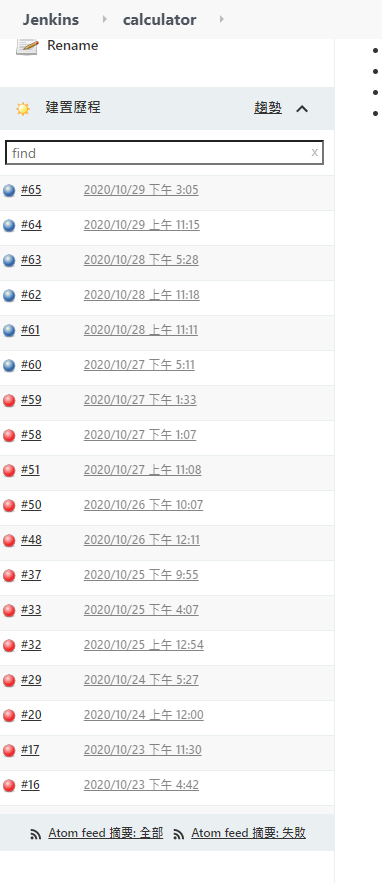 Jenkins calculator
Rename
建置歷程 趨勢
find x
#65 2020/10/29 下午 3:05
#64 2020/10/29 上午 11:15
#63 2020/10/28 下午 5:28
#62 2020/10/28 上午 11:18
#61 2020/10/28 上午 11:11
#60 2020/10/27 下午 5:11
#59 2020/10/27 下午 1:33
#58 2020/10/27 下午 1:07
#51 2020/10/27 上午 11:08
#50 2020/10/26 下午 10:07
#48 2020/10/26 下午 12:11
#37 2020/10/25 下午 9:55
#33 2020/10/25 下午 4:07
#32 2020/10/25 上午 12:54
#29 2020/10/24 下午 5:27
#20 2020/10/24 上午 12:00
#17 2020/10/23 下午 11:30
#16 2020/10/23 下午 4:42
Atom feed 摘要: 全部 Atom feed 摘要: 失敗